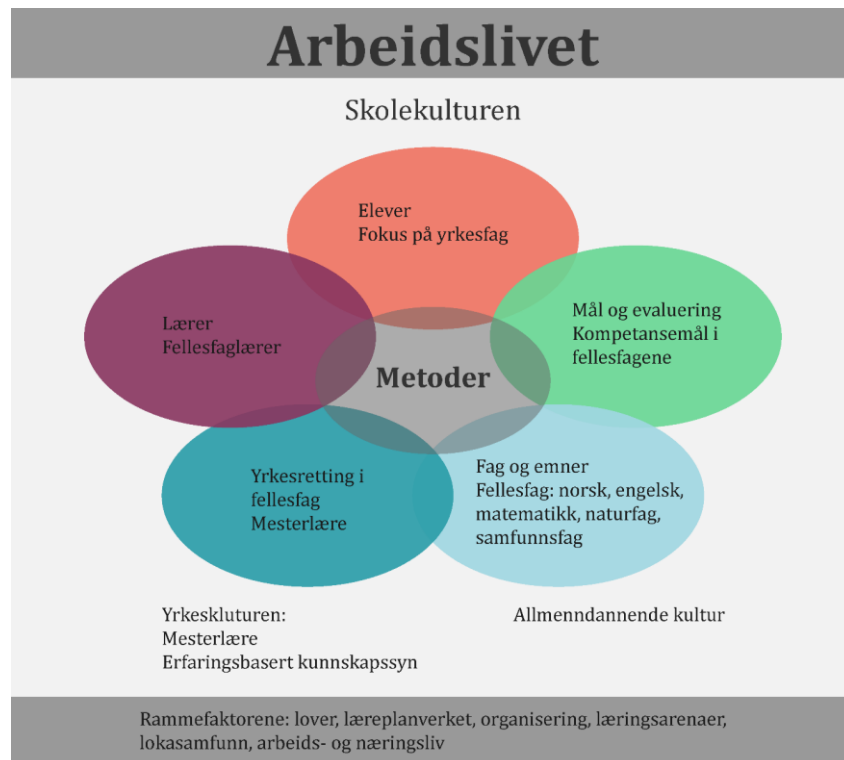 Arbeidslivet
Skolekulturen
Elever
Fokus på yrkesfag
Lærer
Fellesfaglærer
Mål og evaluering
Kompetansemål i
fellesfagene
Metoder
Yrkesretting i
fellesfag
Mesterlære
Fag og emner
Fellesfag: norsk, engelsk,
matematikk, naturfag,
samfunnsfag
Yrkeskluturen:
Mesterlære
Erfaringsbasert kunnskapssyn
Allmenndannende kultur
Rammefaktorene: lover, læreplanverket, organisering, læringsarenaer,
lokasamfunn, arbeids- og næringsliv